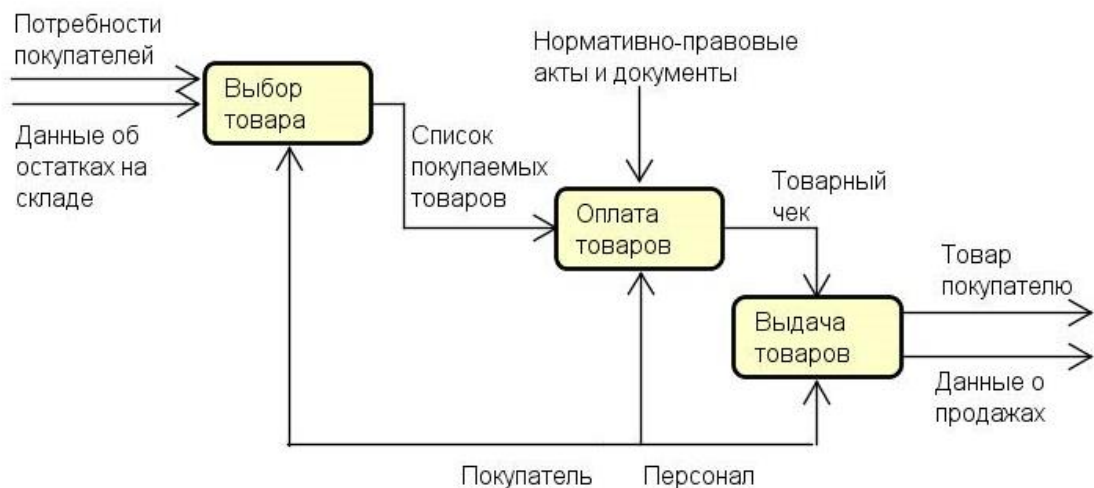 Потребности
покупателей
Данные об
остатках на
складе
Выбор
товара
Список
покупаемых
товаров
Нормативно-правовые
акты и документы
Оплата
товаров
Товарный
чек
Выдача
товаров
Товар
покупателю
Данные о
продажах
Покупатель Персонал